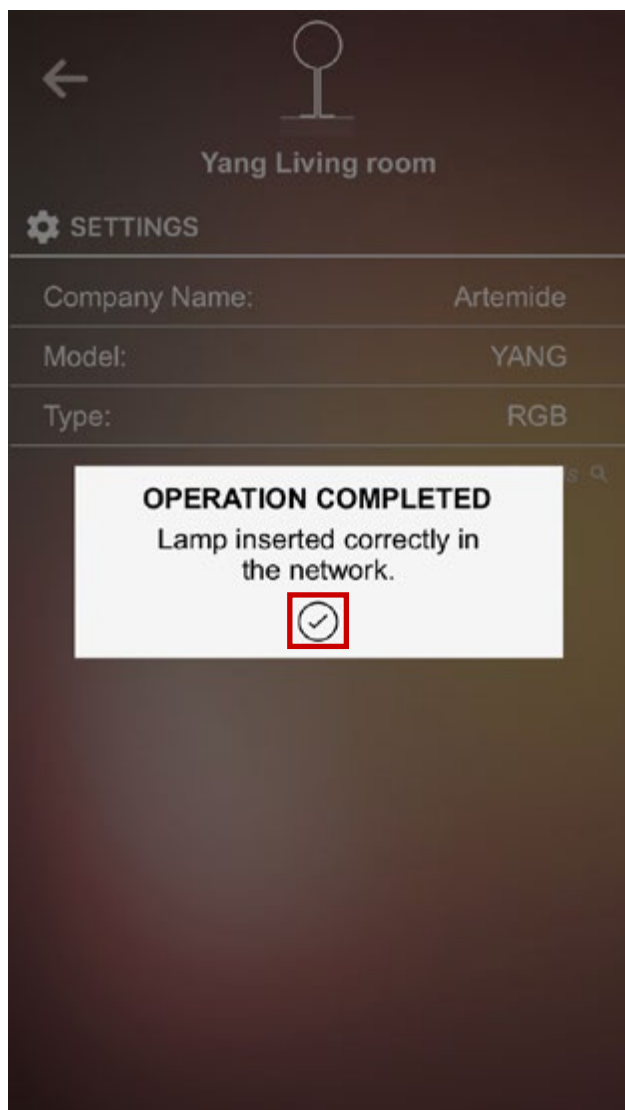 Yang Living room
SETTINGS
Company Name: Artemide
Model: YANG
Type: RGB
OPERATION COMPLETED
Lamp inserted correctly in
the network.